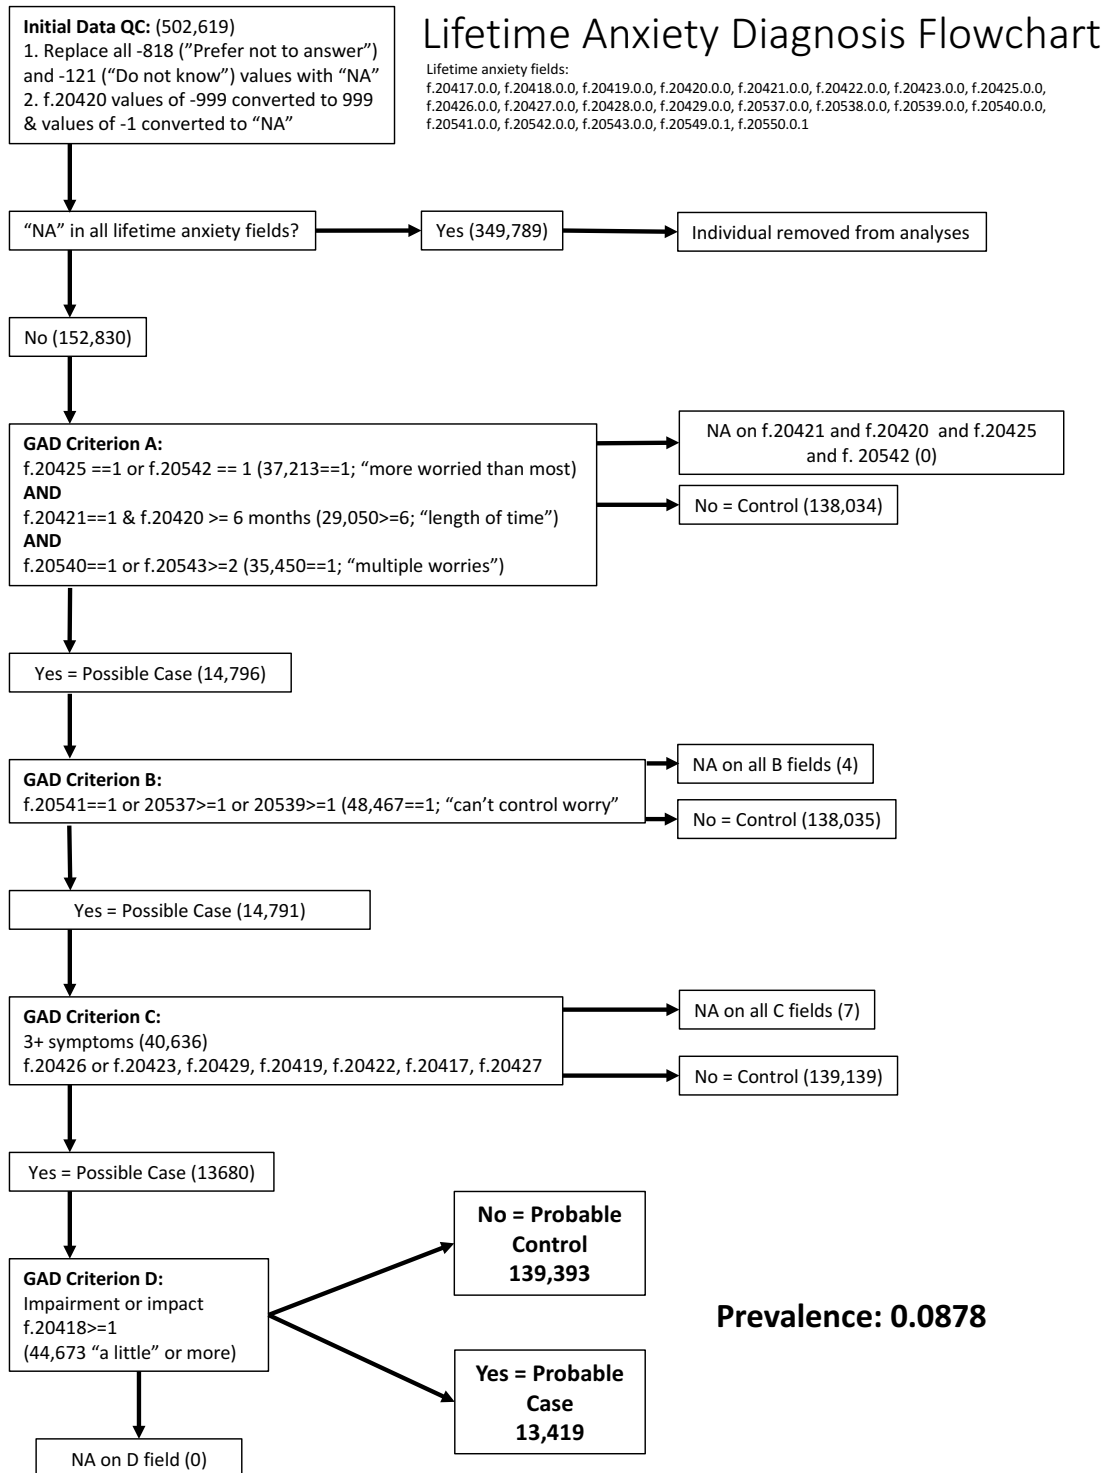 Lifetime Anxiety Diagnosis Flowchart
Lifetime anxiety fields:
f.20417.0.0, f.20418.0.0, f.20419.0.0, f.20420.0.0, f.20421.0.0, f.20422.0.0, f.20423.0.0, f.20425.0.0,
f.20426.0.0, f.20427.0.0, f.20428.0.0, f.20429.0.0, f.20537.0.0, f.20538.0.0, f.20539.0.0, f.20540.0.0,
f.20541.0.0, f.20542.0.0, f.20543.0.0, f.20549.0.1, f.20550.0.1
Initial Data QC: (502,619)
1. Replace all -818 (”Prefer not to answer”)
and -121 (“Do not know”) values with “NA”
2. f.20420 values of -999 converted to 999
& values of -1 converted to “NA”
“NA” in all lifetime anxiety fields?
Yes (349,789)
Individual removed from analyses
No (152,830)
GAD Criterion A:
f.20425 ==1 or f.20542 == 1 (37,213==1; “more worried than most)
AND
f.20421==1 & f.20420 >= 6 months (29,050>=6; “length of time”)
AND
f.20540==1 or f.20543>=2 (35,450==1; “multiple worries”)
NA on f.20421 and f.20420 and f.20425
and f. 20542 (0)
No = Control (138,034)
Yes = Possible Case (14,796)
GAD Criterion B:
f.20541==1 or 20537>=1 or 20539>=1 (48,467==1; “can’t control worry”
NA on all B fields (4)
No = Control (138,035)
Yes = Possible Case (14,791)
GAD Criterion C:
3+ symptoms (40,636)
f.20426 or f.20423, f.20429, f.20419, f.20422, f.20417, f.20427
NA on all C fields (7)
No = Control (139,139)
Yes = Possible Case (13680)
GAD Criterion D:
Impairment or impact
f.20418>=1
(44,673 “a little” or more)
No = Probable
Control
139,393
Yes = Probable
Case
13,419
Prevalence: 0.0878
NA on D field (0)